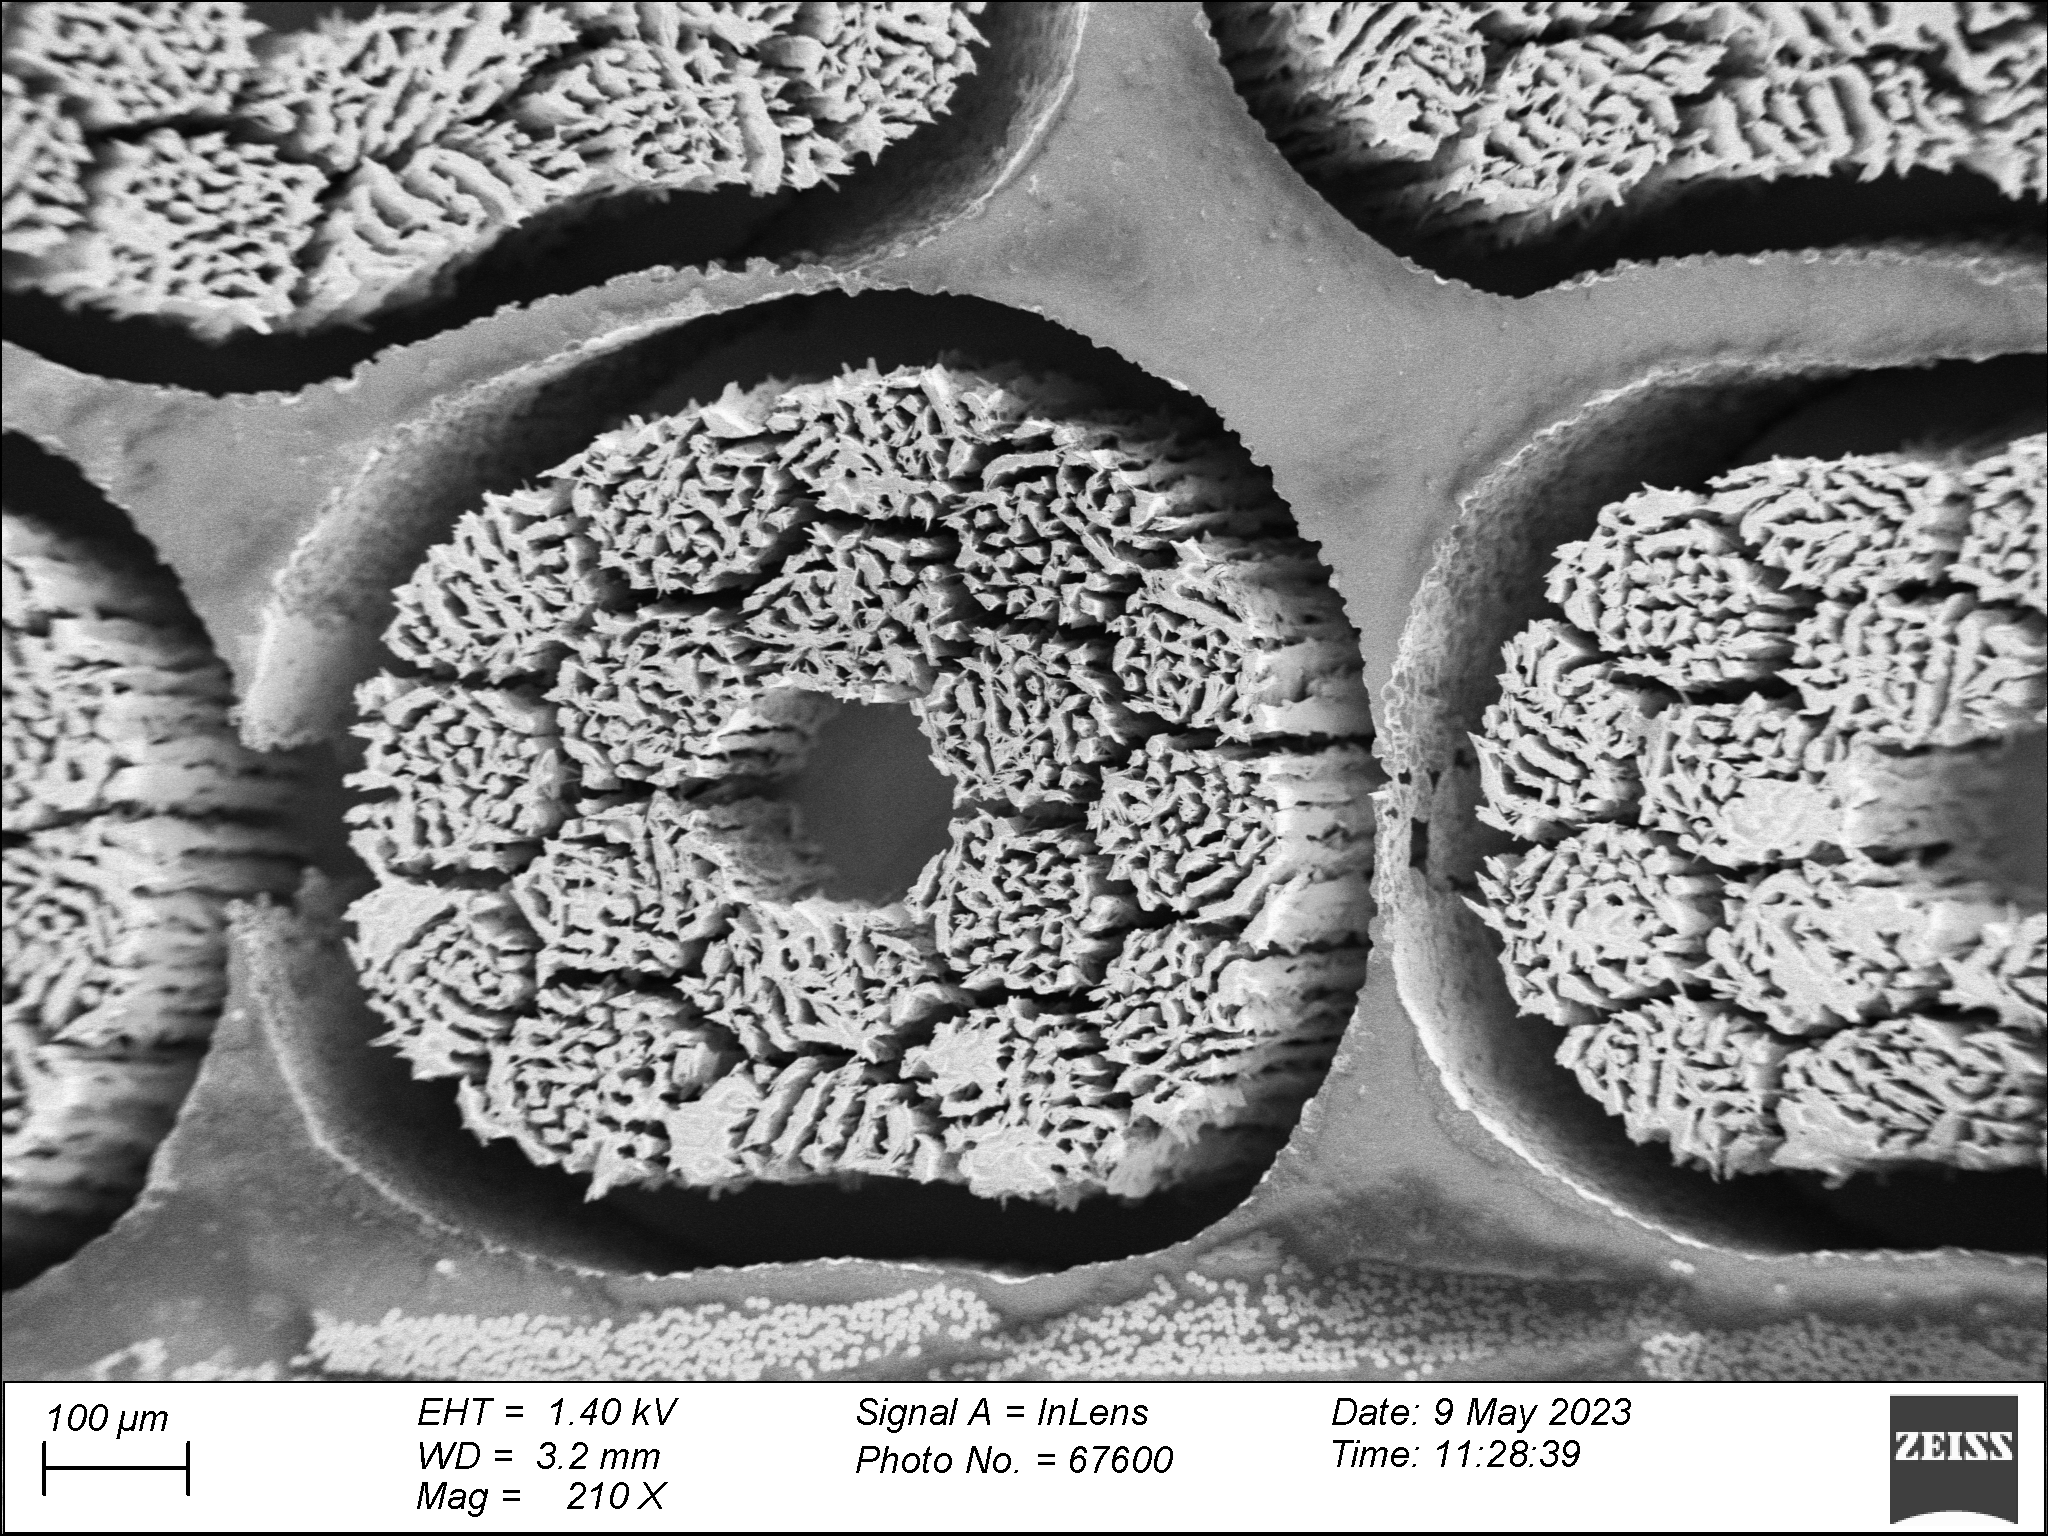 100 µm
EHT = 1.40 kV
WD = 3.2 mm
Mag = 210 X
Signal A = InLens
Photo No. = 67600
Date: 9 May 2023
Time: 11:28:39
ZEISS